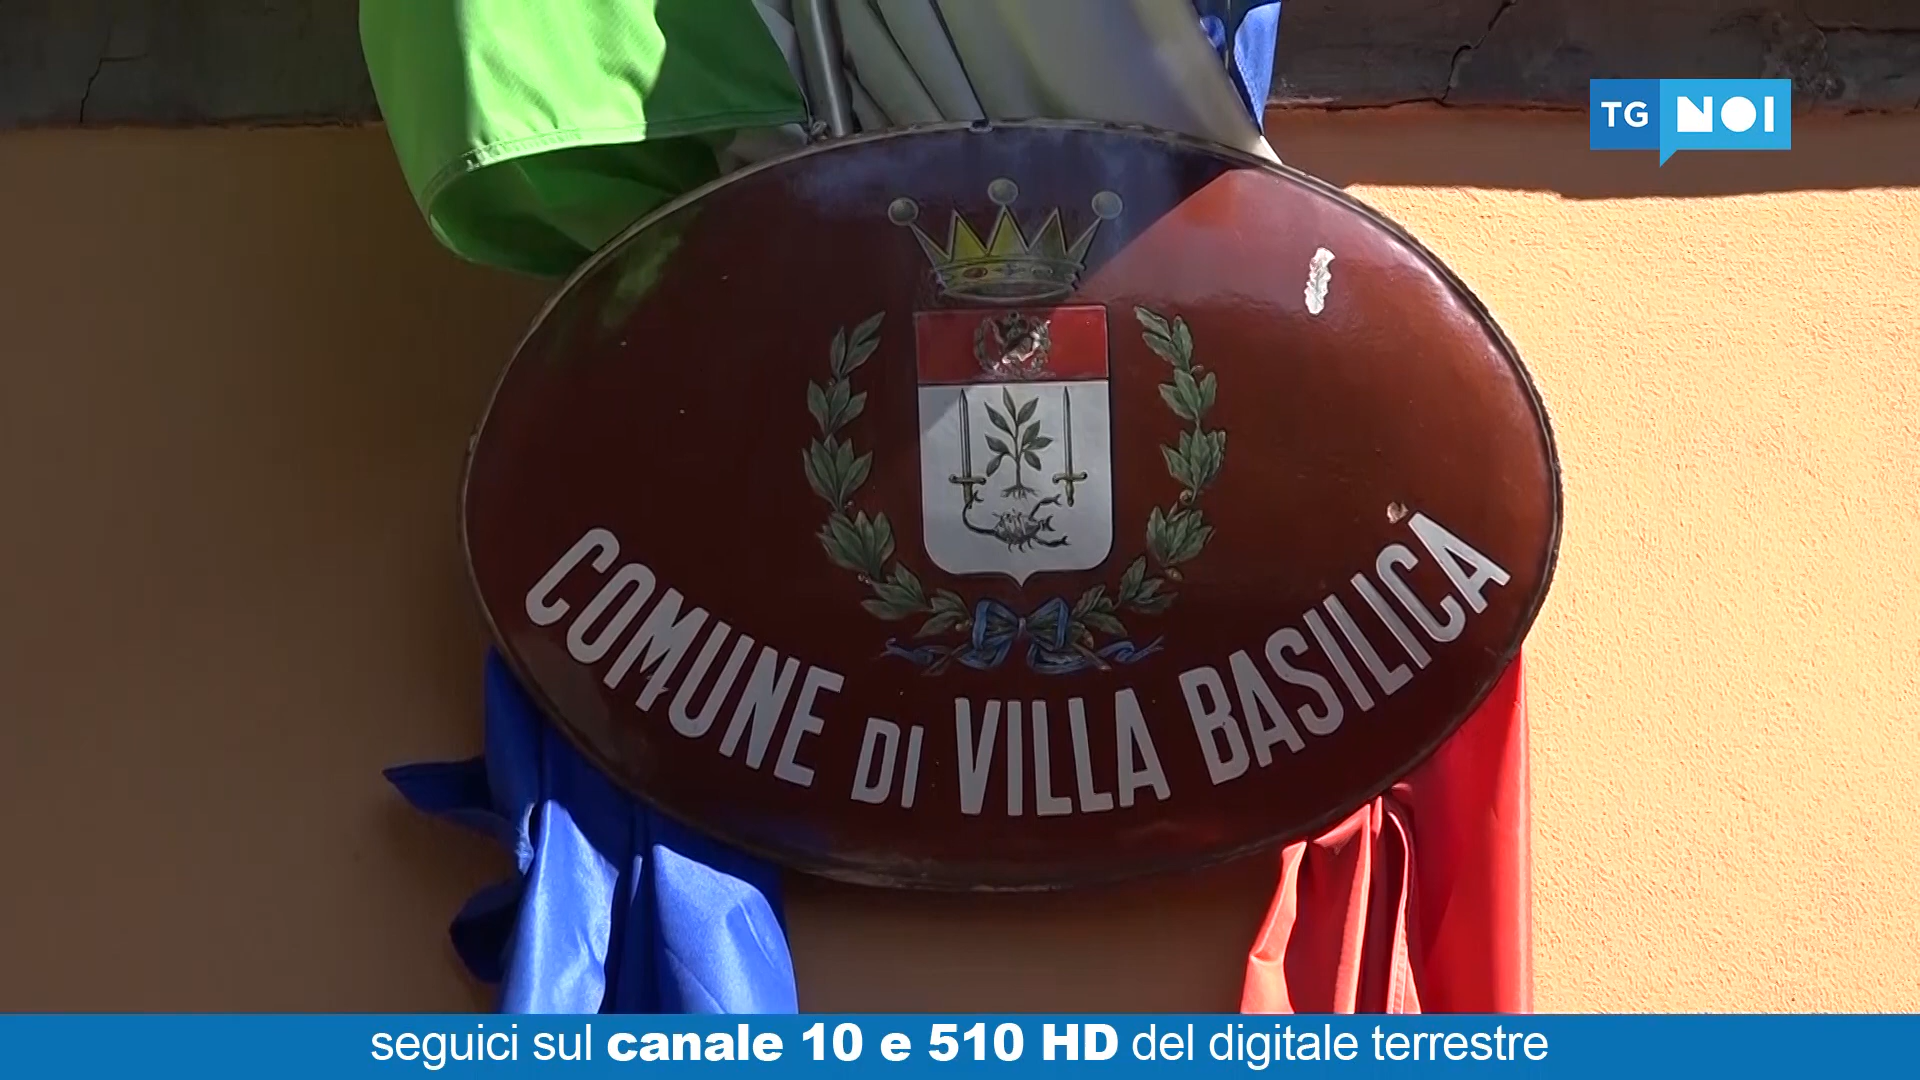 TG NOI
COMUNE DI VILLA BASILICA
seguici sul canale 10 e 510 HD del digitale terrestre